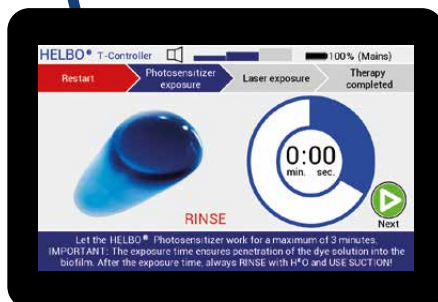 HELBO® T-Controller 100% (Mains)
Restart
Photosensitizer
exposure
Laser exposure
Therapy
completed
0:00
min. sec.
RINSE
Next
Let the HELBO® Photosensitizer work for a maximum of 3 minutes.
IMPORTANT: The exposure time ensures penetration of the dye solution into the
biofilm. After the exposure time, always RINSE with H²O and USE SUCTION!